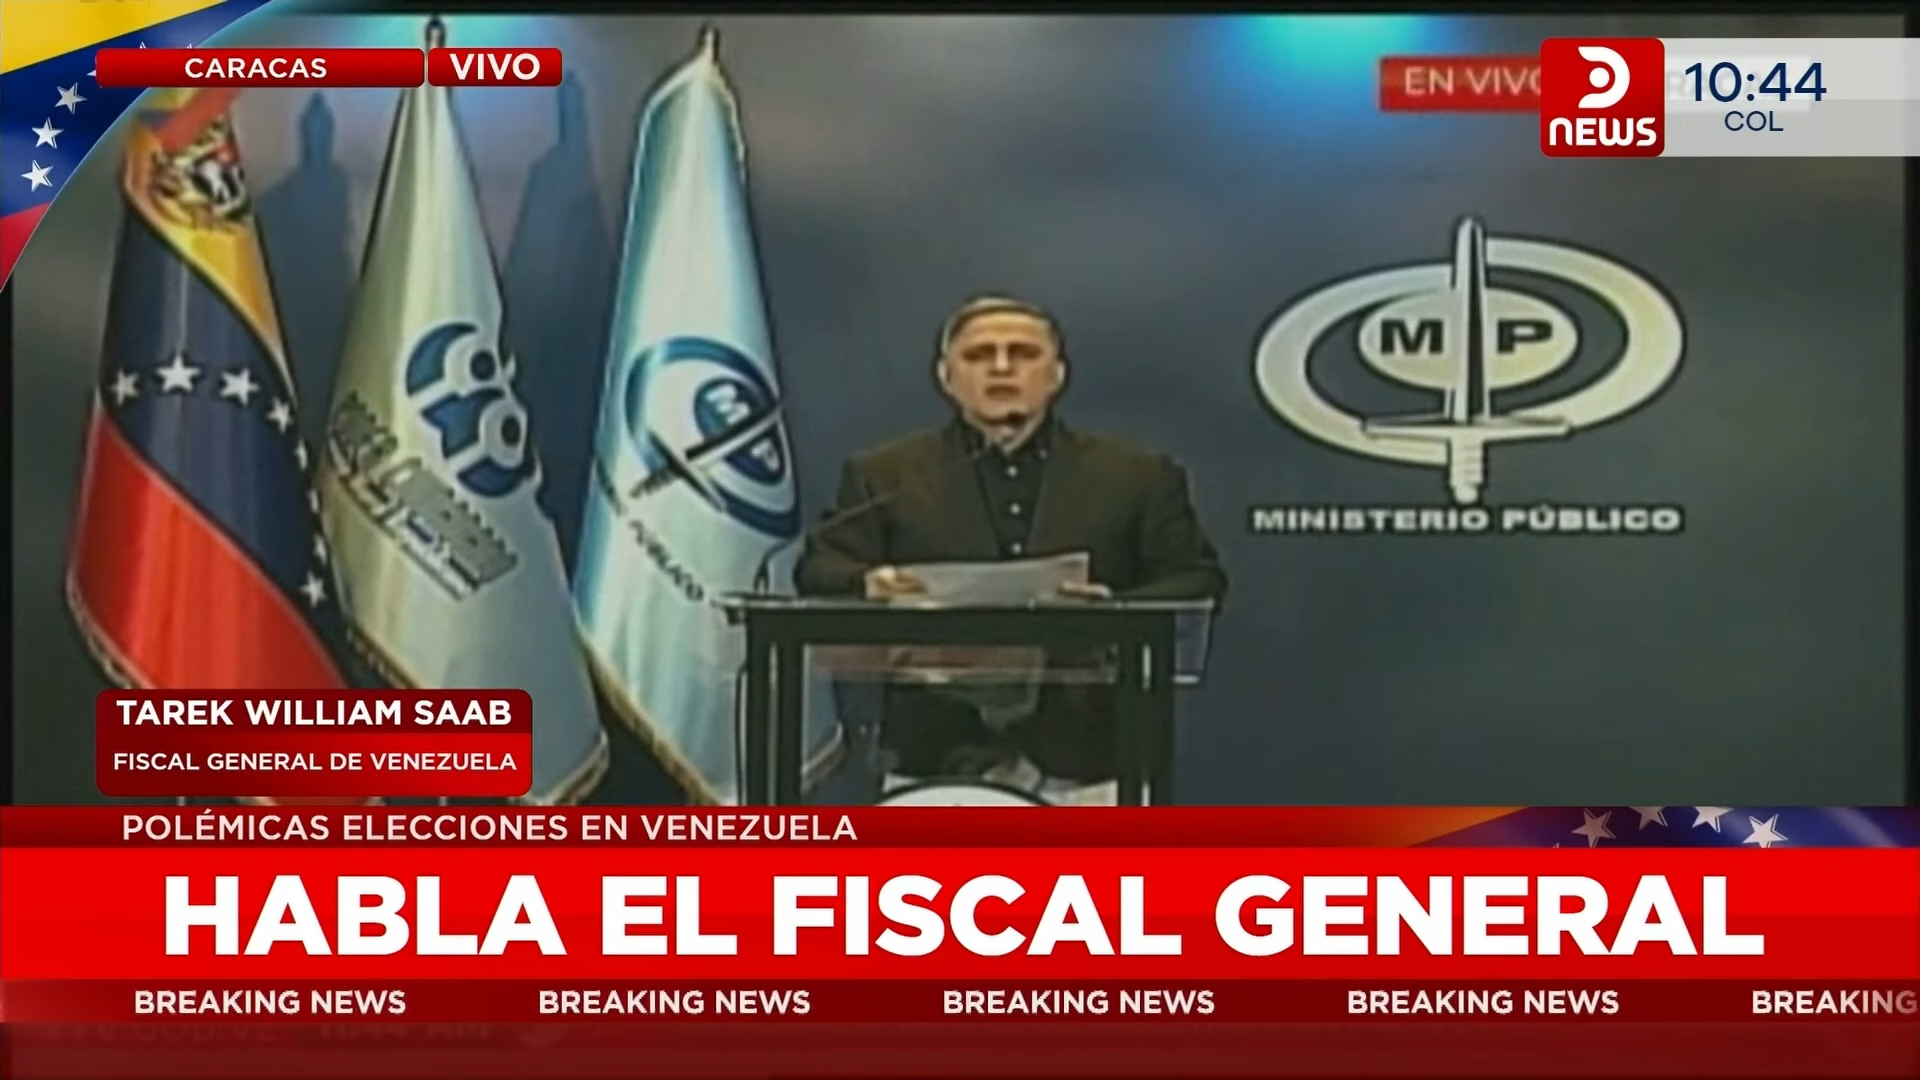 CARACAS
VIVO
EN VIVO
NEWS
10:44
COL
M P
MINISTERIO PÚBLICO
M P
PÚBLICO
TAREK WILLIAM SAAB
FISCAL GENERAL DE VENEZUELA
POLÉMICAS ELECCIONES EN VENEZUELA
HABLA EL FISCAL GENERAL
BREAKING NEWS BREAKING NEWS BREAKING NEWS BREAKING NEWS BREAKING